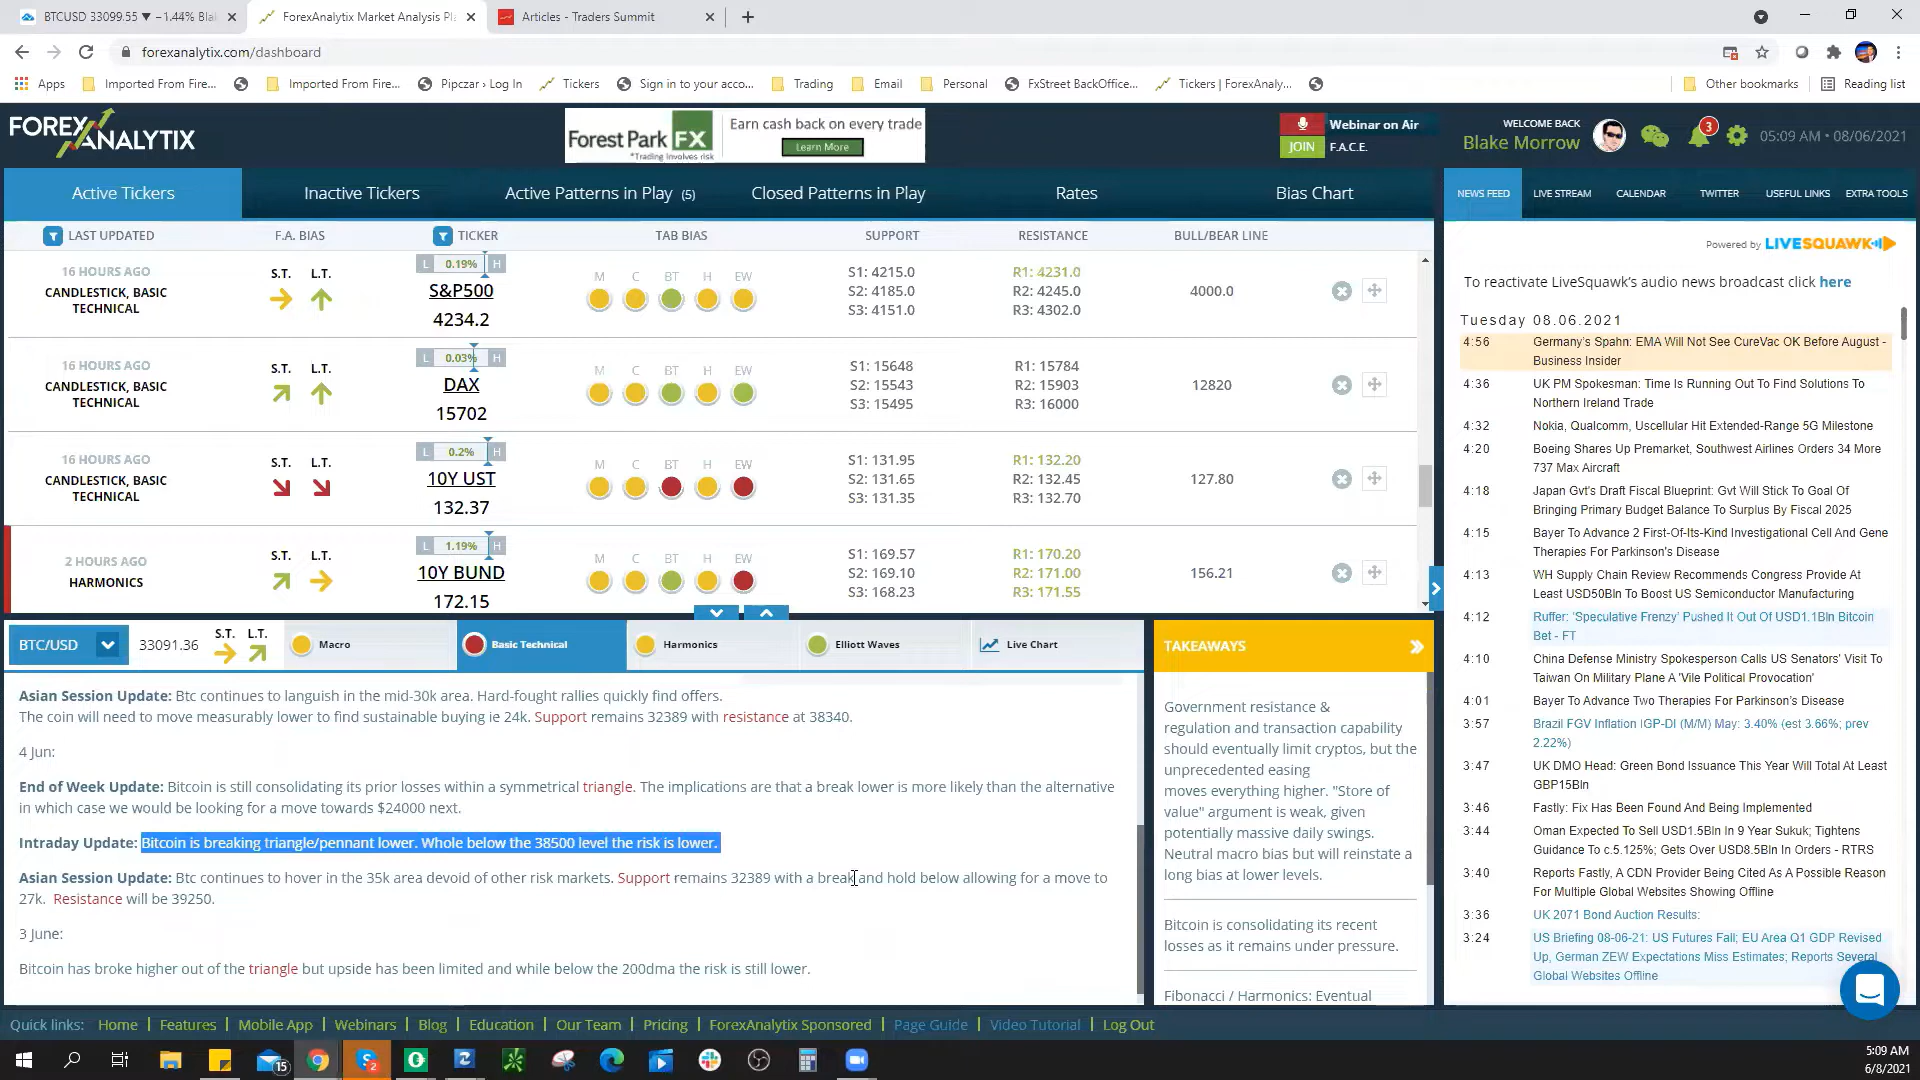 BTCUSD 33099.55 ▼ −1.44% Bla
ForexAnalytix Market Analysis Pl
Articles - Traders Summit
forexanalytix.com/dashboard
Apps
Imported From Fire...
Imported From Fire...
Pipczar › Log In
Tickers
Sign in to your acco...
Trading
Email
Personal
FxStreet BackOffice...
Tickers | ForexAnaly...
Other bookmarks
Reading list
FOREX
ANALYTIX
Forest Park FX
*Trading involves risk
Earn cash back on every trade
Learn More
Webinar on Air
JOIN F.A.C.E.
WELCOME BACK
Blake Morrow
3
05:09 AM • 08/06/2021
Active Tickers
Inactive Tickers
Active Patterns in Play (5)
Closed Patterns in Play
Rates
Bias Chart
NEWS FEED
LIVE STREAM
CALENDAR
TWITTER
USEFUL LINKS
EXTRA TOOLS
LAST UPDATED
F.A. BIAS
TICKER
TAB BIAS
SUPPORT
RESISTANCE
BULL/BEAR LINE
16 HOURS AGO
CANDLESTICK, BASIC
TECHNICAL
S.T. L.T.
L 0.19% H
S&P500
4234.2
M C BT H EW
S1: 4215.0
S2: 4185.0
S3: 4151.0
R1: 4231.0
R2: 4245.0
R3: 4302.0
4000.0
16 HOURS AGO
CANDLESTICK, BASIC
TECHNICAL
S.T. L.T.
L 0.03% H
DAX
15702
M C BT H EW
S1: 15648
S2: 15543
S3: 15495
R1: 15784
R2: 15903
R3: 16000
12820
16 HOURS AGO
CANDLESTICK, BASIC
TECHNICAL
S.T. L.T.
L 0.2% H
10Y UST
132.37
M C BT H EW
S1: 131.95
S2: 131.65
S3: 131.35
R1: 132.20
R2: 132.45
R3: 132.70
127.80
2 HOURS AGO
HARMONICS
S.T. L.T.
L 1.19% H
10Y BUND
172.15
M C BT H EW
S1: 169.57
S2: 169.10
S3: 168.23
R1: 170.20
R2: 171.00
R3: 171.55
156.21
BTC/USD
33091.36
S.T. L.T.
Macro
Basic Technical
Harmonics
Elliott Waves
Live Chart
Asian Session Update: Btc continues to languish in the mid-30k area. Hard-fought rallies quickly find offers.
The coin will need to move measurably lower to find sustainable buying ie 24k. Support remains 32389 with resistance at 38340.
4 Jun:
End of Week Update: Bitcoin is still consolidating its prior losses within a symmetrical triangle. The implications are that a break lower is more likely than the alternative
in which case we would be looking for a move towards $24000 next.
Intraday Update: Bitcoin is breaking triangle/pennant lower. Whole below the 38500 level the risk is lower.
Asian Session Update: Btc continues to hover in the 35k area devoid of other risk markets. Support remains 32389 with a break and hold below allowing for a move to
27k. Resistance will be 39250.
3 June:
Bitcoin has broke higher out of the triangle but upside has been limited and while below the 200dma the risk is still lower.
TAKEAWAYS
Government resistance &
regulation and transaction capability
should eventually limit cryptos, but the
unprecedented easing
moves everything higher. "Store of
value" argument is weak, given
potentially massive daily swings.
Neutral macro bias but will reinstate a
long bias at lower levels.
Bitcoin is consolidating its recent
losses as it remains under pressure.
Fibonacci / Harmonics: Eventual
Powered by LIVESQUAWK
To reactivate LiveSquawk's audio news broadcast click here
Tuesday 08.06.2021
4:56 Germany's Spahn: EMA Will Not See CureVac OK Before August -
Business Insider
4:36 UK PM Spokesman: Time Is Running Out To Find Solutions To
Northern Ireland Trade
4:32 Nokia, Qualcomm, Uscellular Hit Extended-Range 5G Milestone
4:20 Boeing Shares Up Premarket, Southwest Airlines Orders 34 More
737 Max Aircraft
4:18 Japan Gvt's Draft Fiscal Blueprint: Gvt Will Stick To Goal Of
Bringing Primary Budget Balance To Surplus By Fiscal 2025
4:15 Bayer To Advance 2 First-Of-Its-Kind Investigational Cell And Gene
Therapies For Parkinson's Disease
4:13 WH Supply Chain Review Recommends Congress Provide At
Least USD50Bln To Boost US Semiconductor Manufacturing
4:12 Ruffer: 'Speculative Frenzy' Pushed It Out Of USD1.1Bln Bitcoin
Bet - FT
4:10 China Defense Ministry Spokesperson Calls US Senators' Visit To
Taiwan On Military Plane A 'Vile Political Provocation'
4:01 Bayer To Advance Two Therapies For Parkinson's Disease
3:57 Brazil FGV Inflation IGP-DI (M/M) May: 3.40% (est 3.66%; prev
2.22%)
3:47 UK DMO Head: Green Bond Issuance This Year Will Total At Least
GBP15Bln
3:46 Fastly: Fix Has Been Found And Being Implemented
3:44 Oman Expected To Sell USD1.5Bln In 9 Year Sukuk; Tightens
Guidance To c.5.125%; Gets Over USD8.5Bln In Orders - RTRS
3:40 Reports Fastly, A CDN Provider Being Cited As A Possible Reason
For Multiple Global Websites Showing Offline
3:36 UK 2071 Bond Auction Results:
3:24 US Briefing 08-06-21: US Futures Fall; EU Area Q1 GDP Revised
Up, German ZEW Expectations Miss Estimates; Reports Several
Global Websites Offline
Quick links: Home | Features | Mobile App | Webinars | Blog | Education | Our Team | Pricing | ForexAnalytix Sponsored | Page Guide | Video Tutorial | Log Out
15
2
5:09 AM
6/8/2021